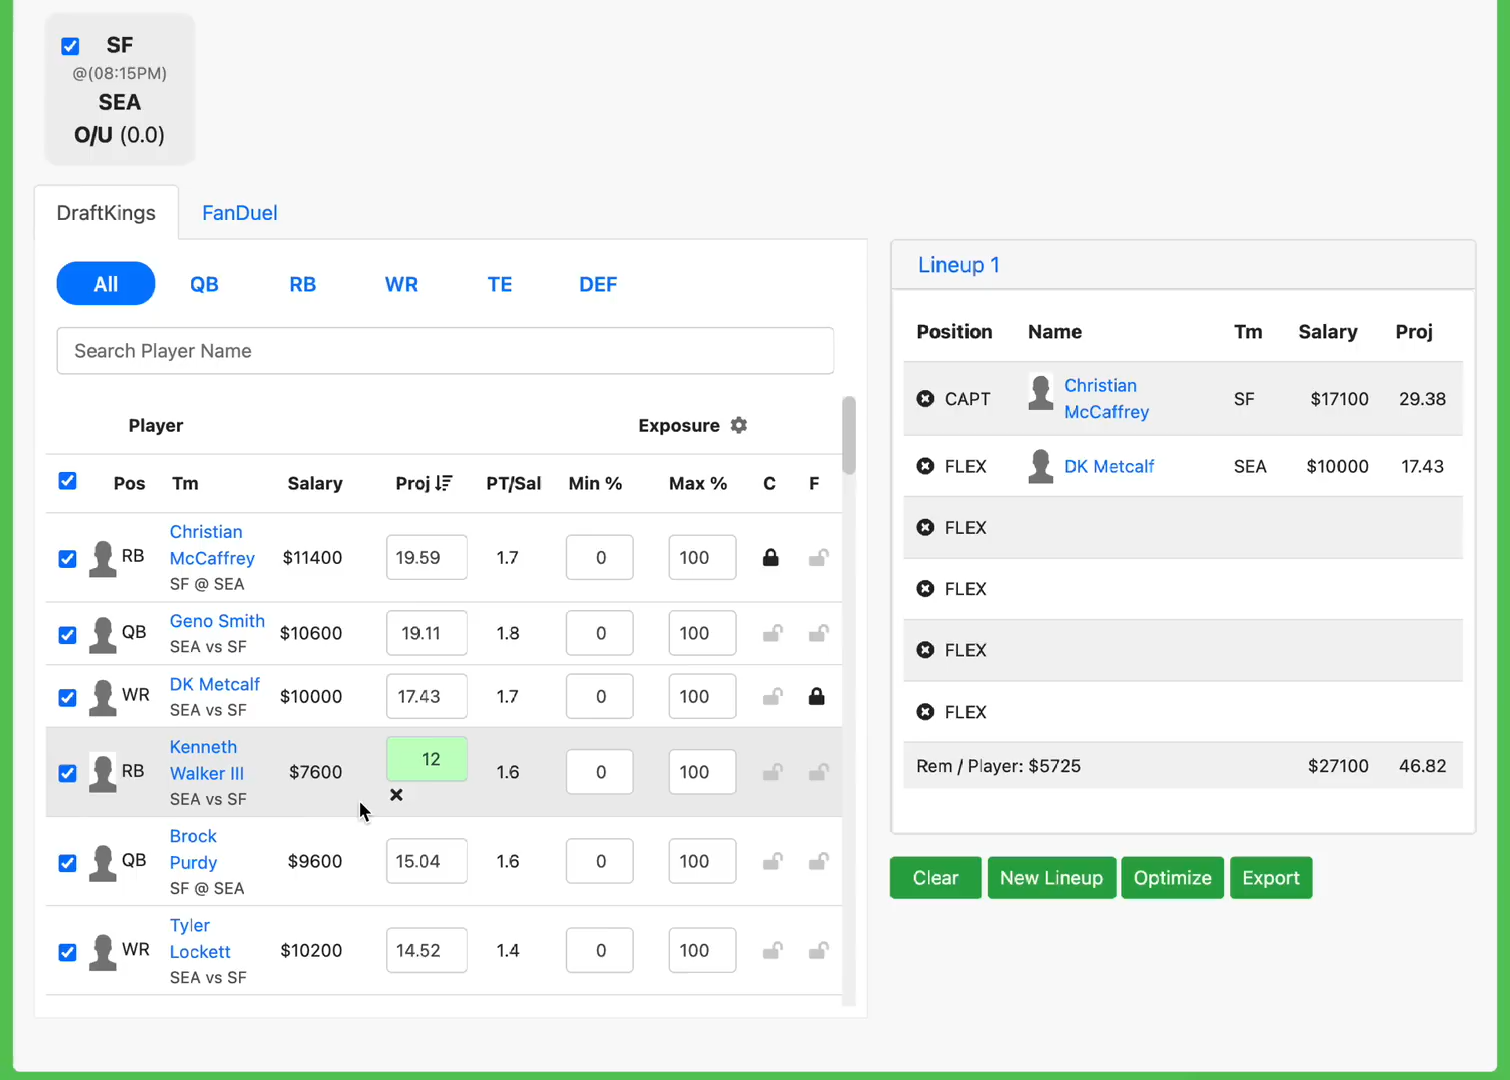 SF
@(08:15PM)
SEA
O/U (0.0)
DraftKings FanDuel
All QB RB WR TE DEF
Search Player Name
Player Exposure
Pos Tm Salary Proj PT/Sal Min % Max % C F
RB Christian McCaffrey SF @ SEA $11400 19.59 1.7 0 100
QB Geno Smith SEA vs SF $10600 19.11 1.8 0 100
WR DK Metcalf SEA vs SF $10000 17.43 1.7 0 100
RB Kenneth Walker III SEA vs SF $7600 12 1.6 0 100
QB Brock Purdy SF @ SEA $9600 15.04 1.6 0 100
WR Tyler Lockett SEA vs SF $10200 14.52 1.4 0 100
Lineup 1
Position Name Tm Salary Proj
CAPT Christian McCaffrey SF $17100 29.38
FLEX DK Metcalf SEA $10000 17.43
FLEX
FLEX
FLEX
FLEX
Rem / Player: $5725 $27100 46.82
Clear New Lineup Optimize Export